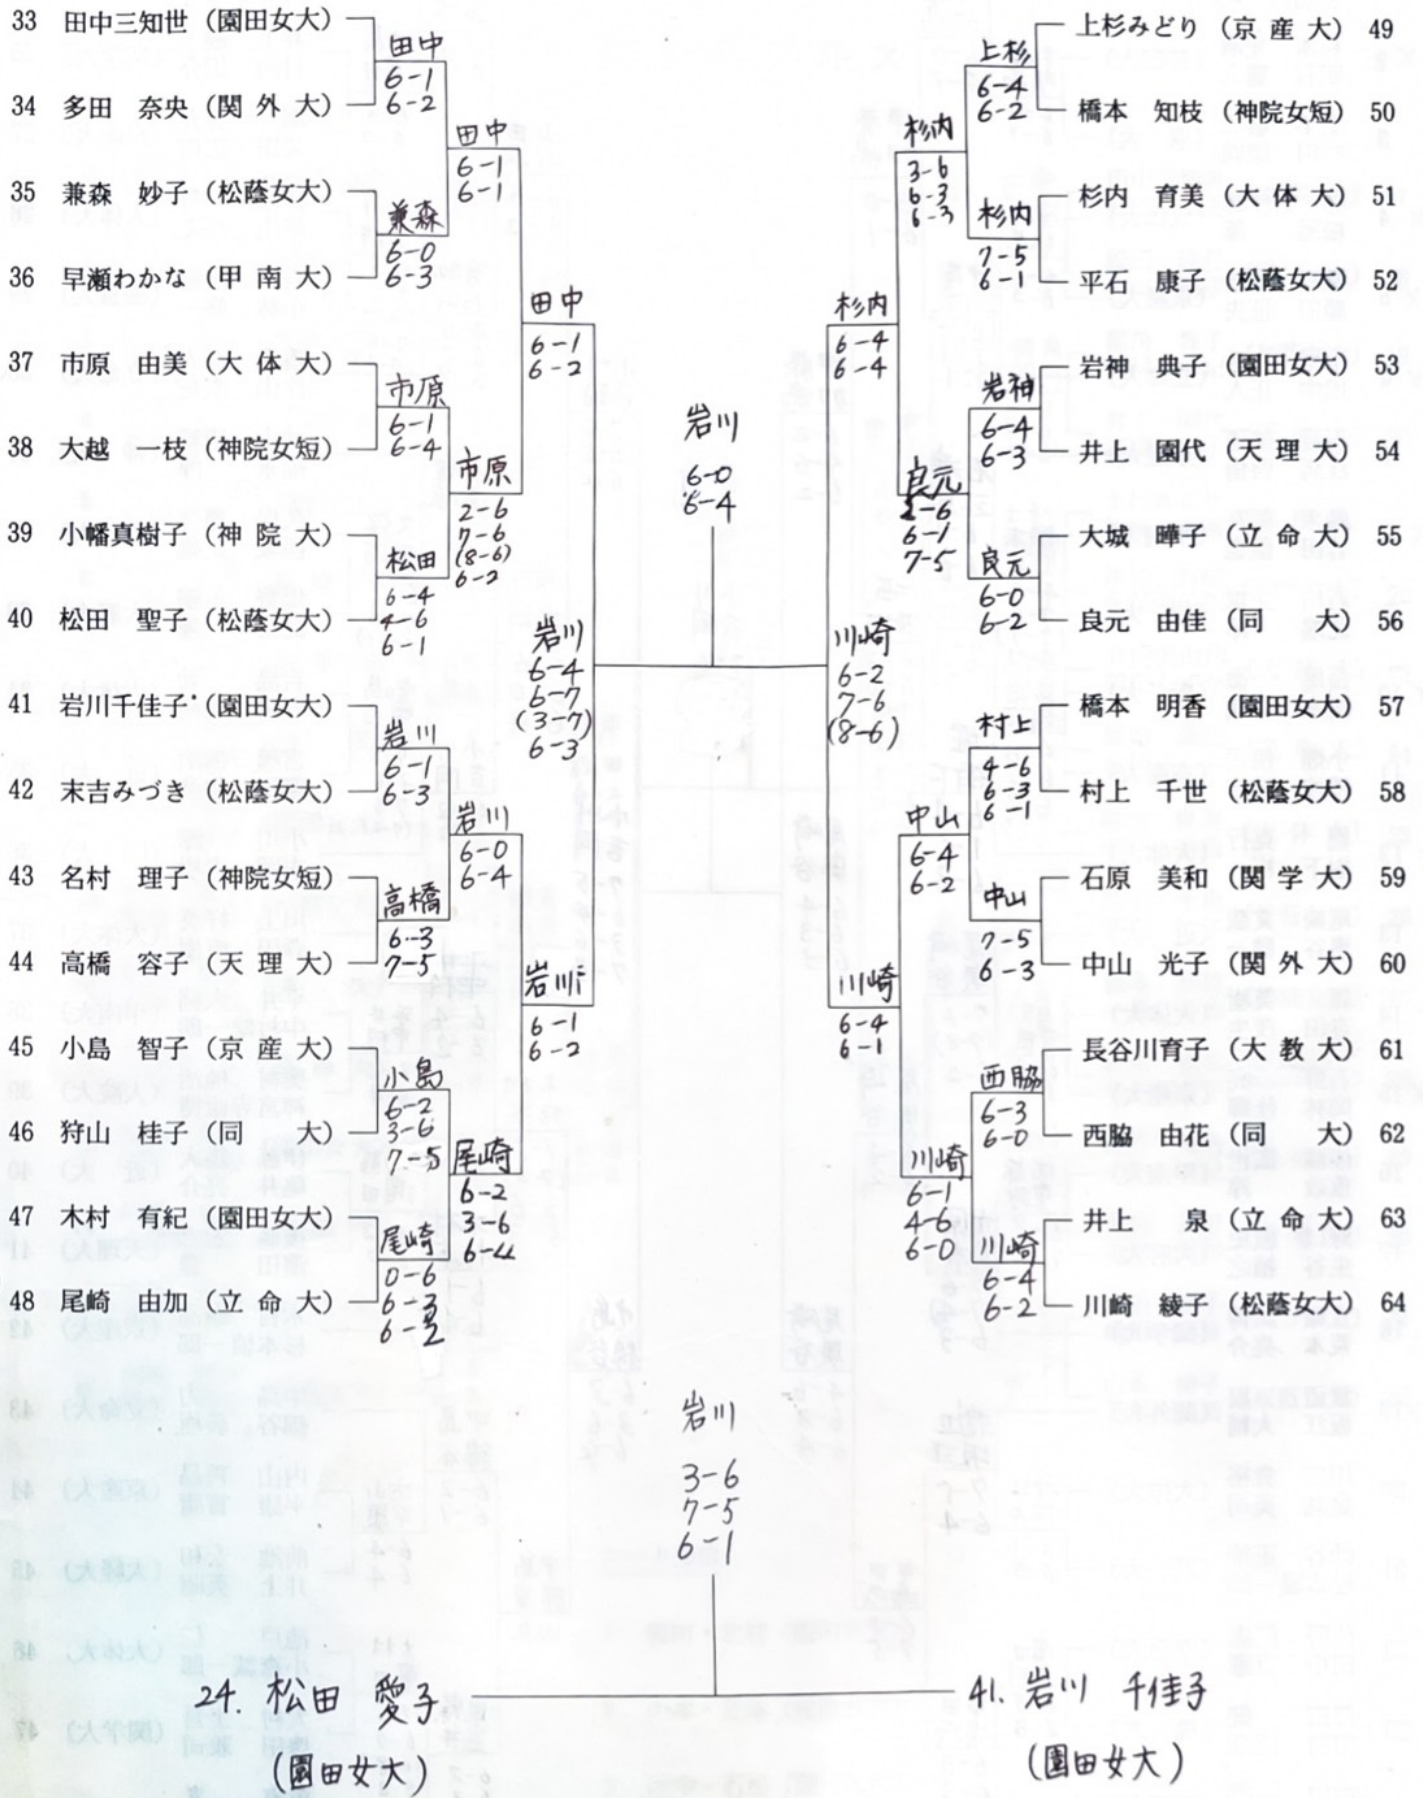 33 田中三知世 (園田女大)
34 多田 奈央 (関外大)
35 兼森 妙子 (松蔭女大)
36 早瀬わかな (甲南大)
37 市原 由美 (大体大)
38 大越 一枝 (神院女短)
39 小幡真樹子 (神院大)
40 松田 聖子 (松蔭女大)
41 岩川千佳子 (園田女大)
42 末吉みづき (松蔭女大)
43 名村 理子 (神院女短)
44 高橋 容子 (天理大)
45 小島 智子 (京産大)
46 狩山 桂子 (同 大)
47 木村 有紀 (園田女大)
48 尾崎 由加 (立命大)
田中
6-1
6-2
兼森
6-0
6-3
市原
6-1
6-4
松田
6-4
4-6
6-1
岩川
6-1
6-3
高橋
6-3
7-5
小島
6-2
3-6
7-5
尾崎
0-6
6-3
6-2
田中
6-1
6-1
市原
2-6
7-6
(8-6)
6-2
岩川
6-0
6-4
尾崎
6-2
3-6
6-4
田中
6-1
6-2
岩川
6-1
6-2
岩川
6-4
6-7
(3-7)
6-3
岩川
6-0
6-4
川崎
6-2
7-6
(8-6)
杉内
6-4
6-4
川崎
6-4
6-1
杉内
3-6
6-3
6-3
良元
2-6
6-1
7-5
中山
6-4
6-2
川崎
6-1
4-6
6-0
上杉
6-4
6-2
杉内
7-5
6-1
岩神
6-4
6-3
良元
6-0
6-2
村上
4-6
6-3
6-1
中山
7-5
6-3
西脇
6-3
6-0
川崎
6-4
6-2
上杉みどり (京産大) 49
橋本 知枝 (神院女短) 50
杉内 育美 (大体大) 51
平石 康子 (松蔭女大) 52
岩神 典子 (園田女大) 53
井上 園代 (天理大) 54
大城 曄子 (立命大) 55
良元 由佳 (同 大) 56
橋本 明香 (園田女大) 57
村上 千世 (松蔭女大) 58
石原 美和 (関学大) 59
中山 光子 (関外大) 60
長谷川育子 (大教大) 61
西脇 由花 (同 大) 62
井上 泉 (立命大) 63
川崎 綾子 (松蔭女大) 64
岩川
3-6
7-5
6-1
24. 松田 愛子
(園田女大)
41. 岩川 千佳子
(園田女大)